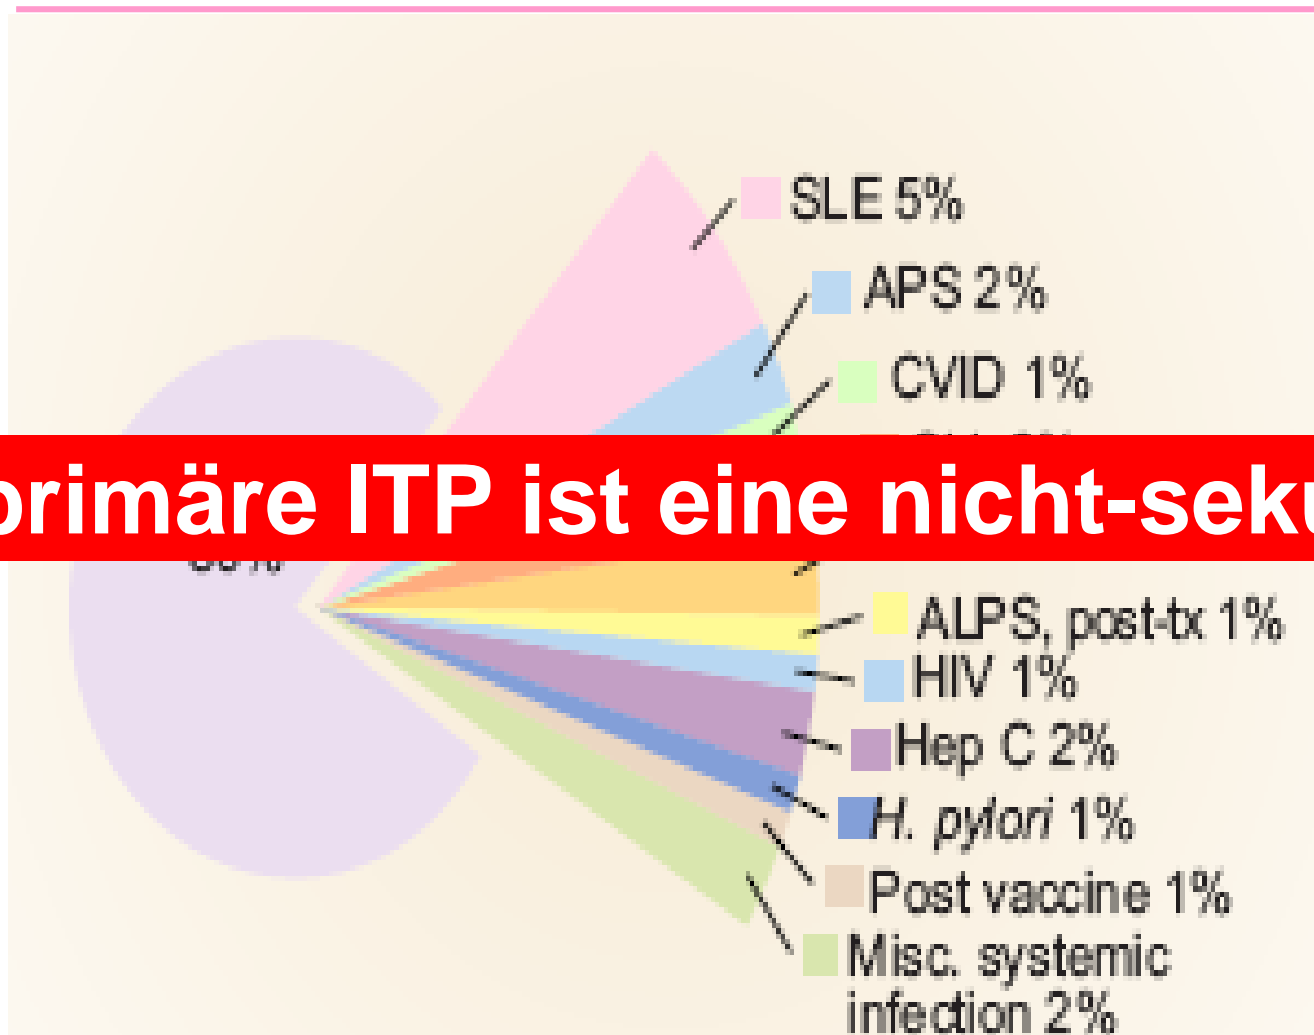 SLE 5%
APS 2%
CVID 1%
primäre ITP ist eine nicht-seku
ALPS, post-tx 1%
HIV 1%
Hep C 2%
H. pylori 1%
Post vaccine 1%
Misc. systemic
infection 2%